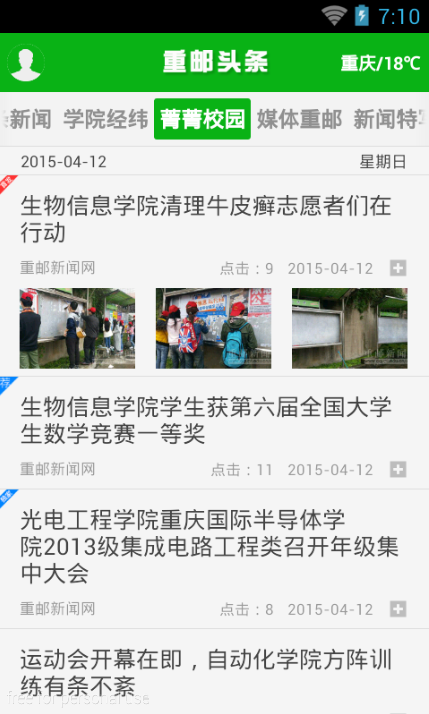 7:10
重邮头条
重庆/18℃
新闻 学院经纬 菁菁校园 媒体重邮 新闻特
2015-04-12 星期日
生物信息学院清理牛皮癣志愿者们在
行动
重邮新闻网 点击：9 2015-04-12
荐
生物信息学院学生获第六届全国大学
生数学竞赛一等奖
重邮新闻网 点击：11 2015-04-12
光电工程学院重庆国际半导体学
院2013级集成电路工程类召开年级集
中大会
重邮新闻网 点击：8 2015-04-12
运动会开幕在即，自动化学院方阵训
练有条不紊